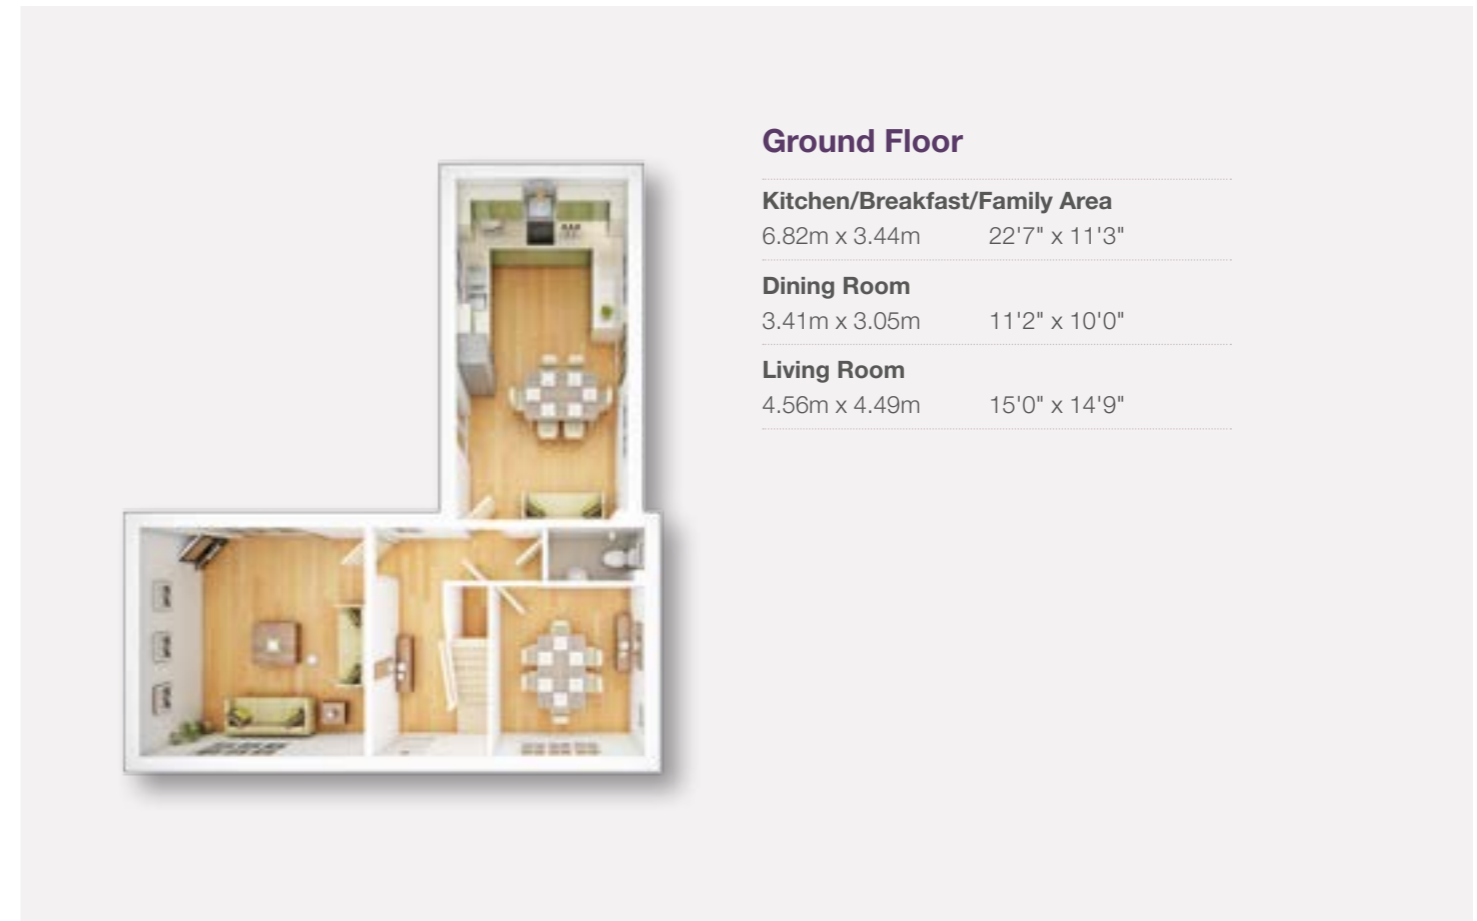 Ground Floor
Kitchen/Breakfast/Family Area
6.82m x 3.44m 22'7" x 11'3"
Dining Room
3.41m x 3.05m 11'2" x 10'0"
Living Room
4.56m x 4.49m 15'0" x 14'9"